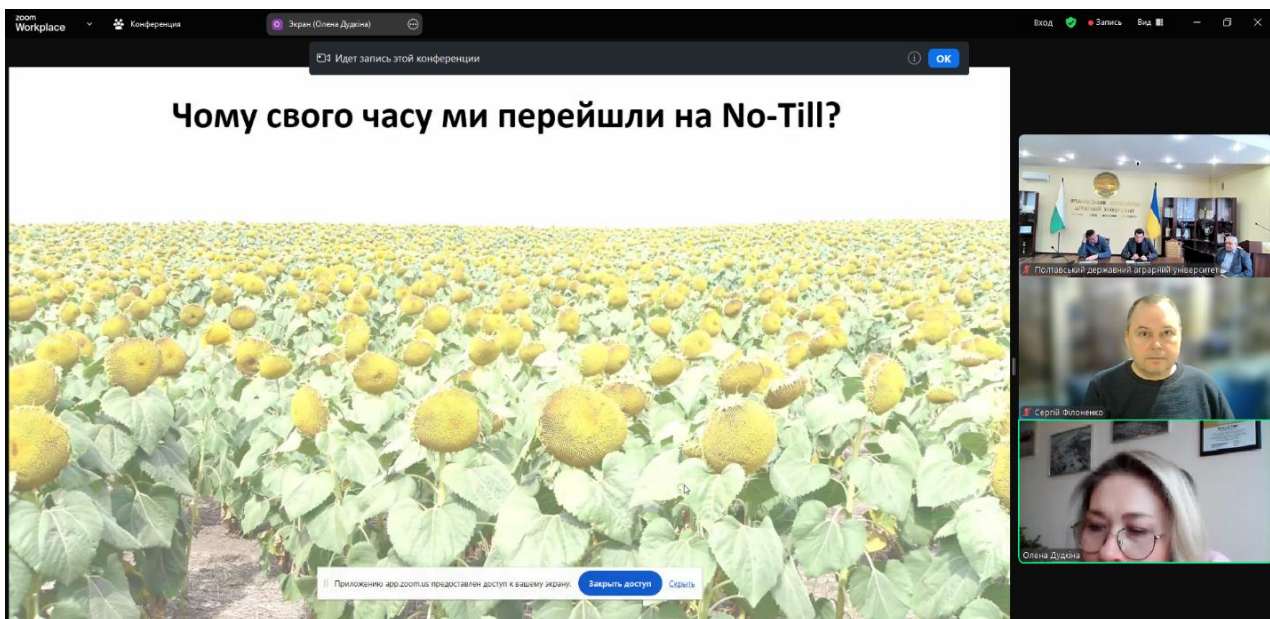 zoom
Workplace
Конференция
Экран (Олена Дудкіна)
Вход
Запись
Вид
Идет запись этой конференции
ОК
Чому свого часу ми перейшли на No-Till?
Полтавський державний аграрний університет
Сергій Філоненко
Олена Дудкіна
Приложению app.zoom.us предоставлен доступ к вашему экрану.
Закрыть доступ
Скрыть